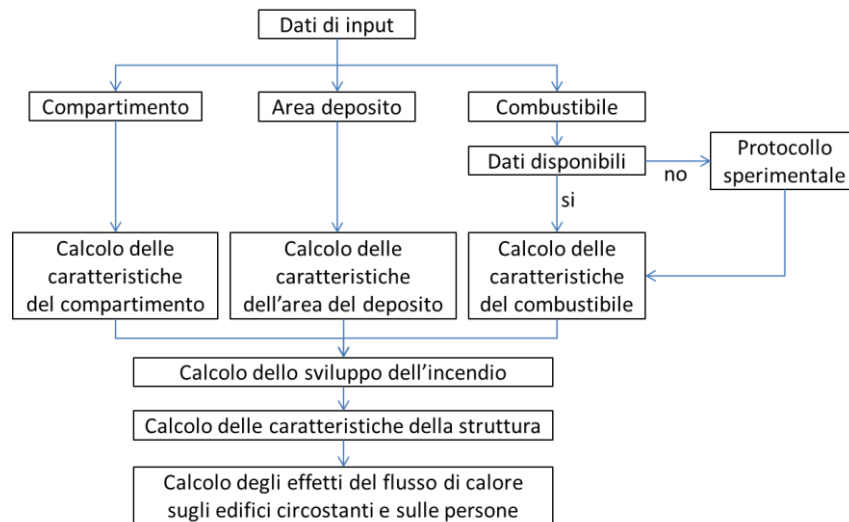 Dati di input
Compartimento
Area deposito
Combustibile
Dati disponibili
no
Protocollo
sperimentale
si
Calcolo delle
caratteristiche
del compartimento
Calcolo delle
caratteristiche
dell'area del deposito
Calcolo delle
caratteristiche
del combustibile
Calcolo dello sviluppo dell'incendio
Calcolo delle caratteristiche della struttura
Calcolo degli effetti del flusso di calore
sugli edifici circostanti e sulle persone